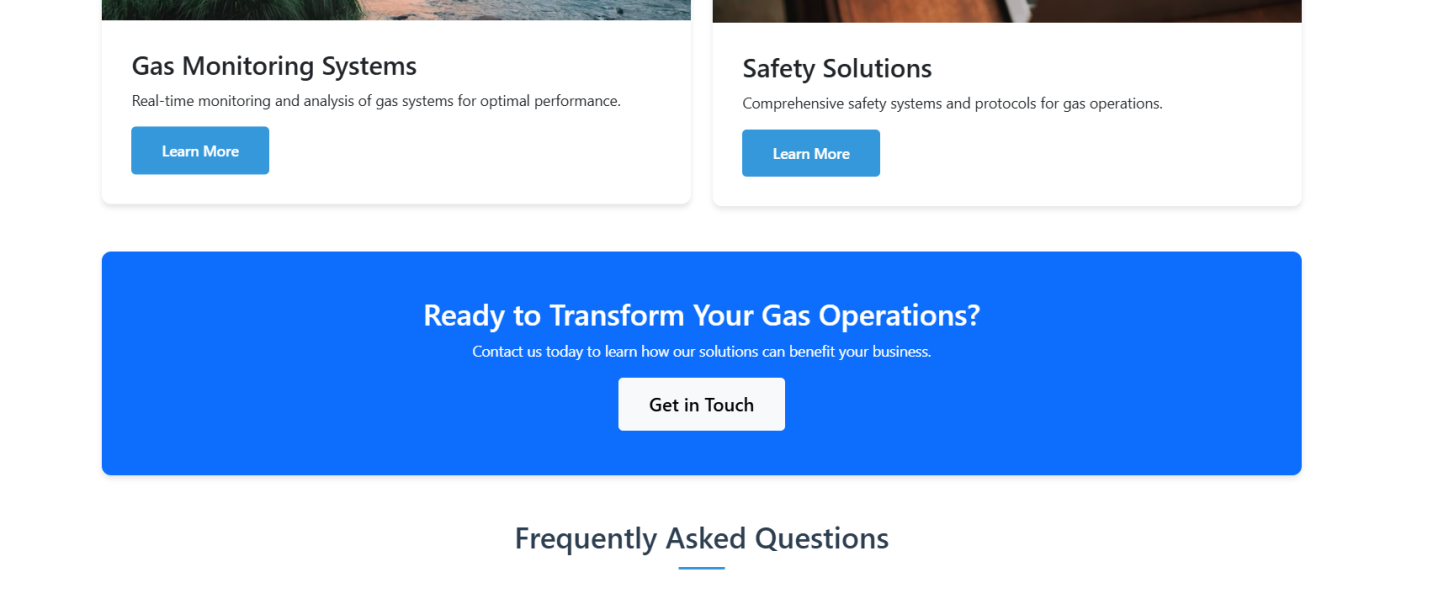 Gas Monitoring Systems
Real-time monitoring and analysis of gas systems for optimal performance.
Learn More
Safety Solutions
Comprehensive safety systems and protocols for gas operations.
Learn More
Ready to Transform Your Gas Operations?
Contact us today to learn how our solutions can benefit your business.
Get in Touch
Frequently Asked Questions